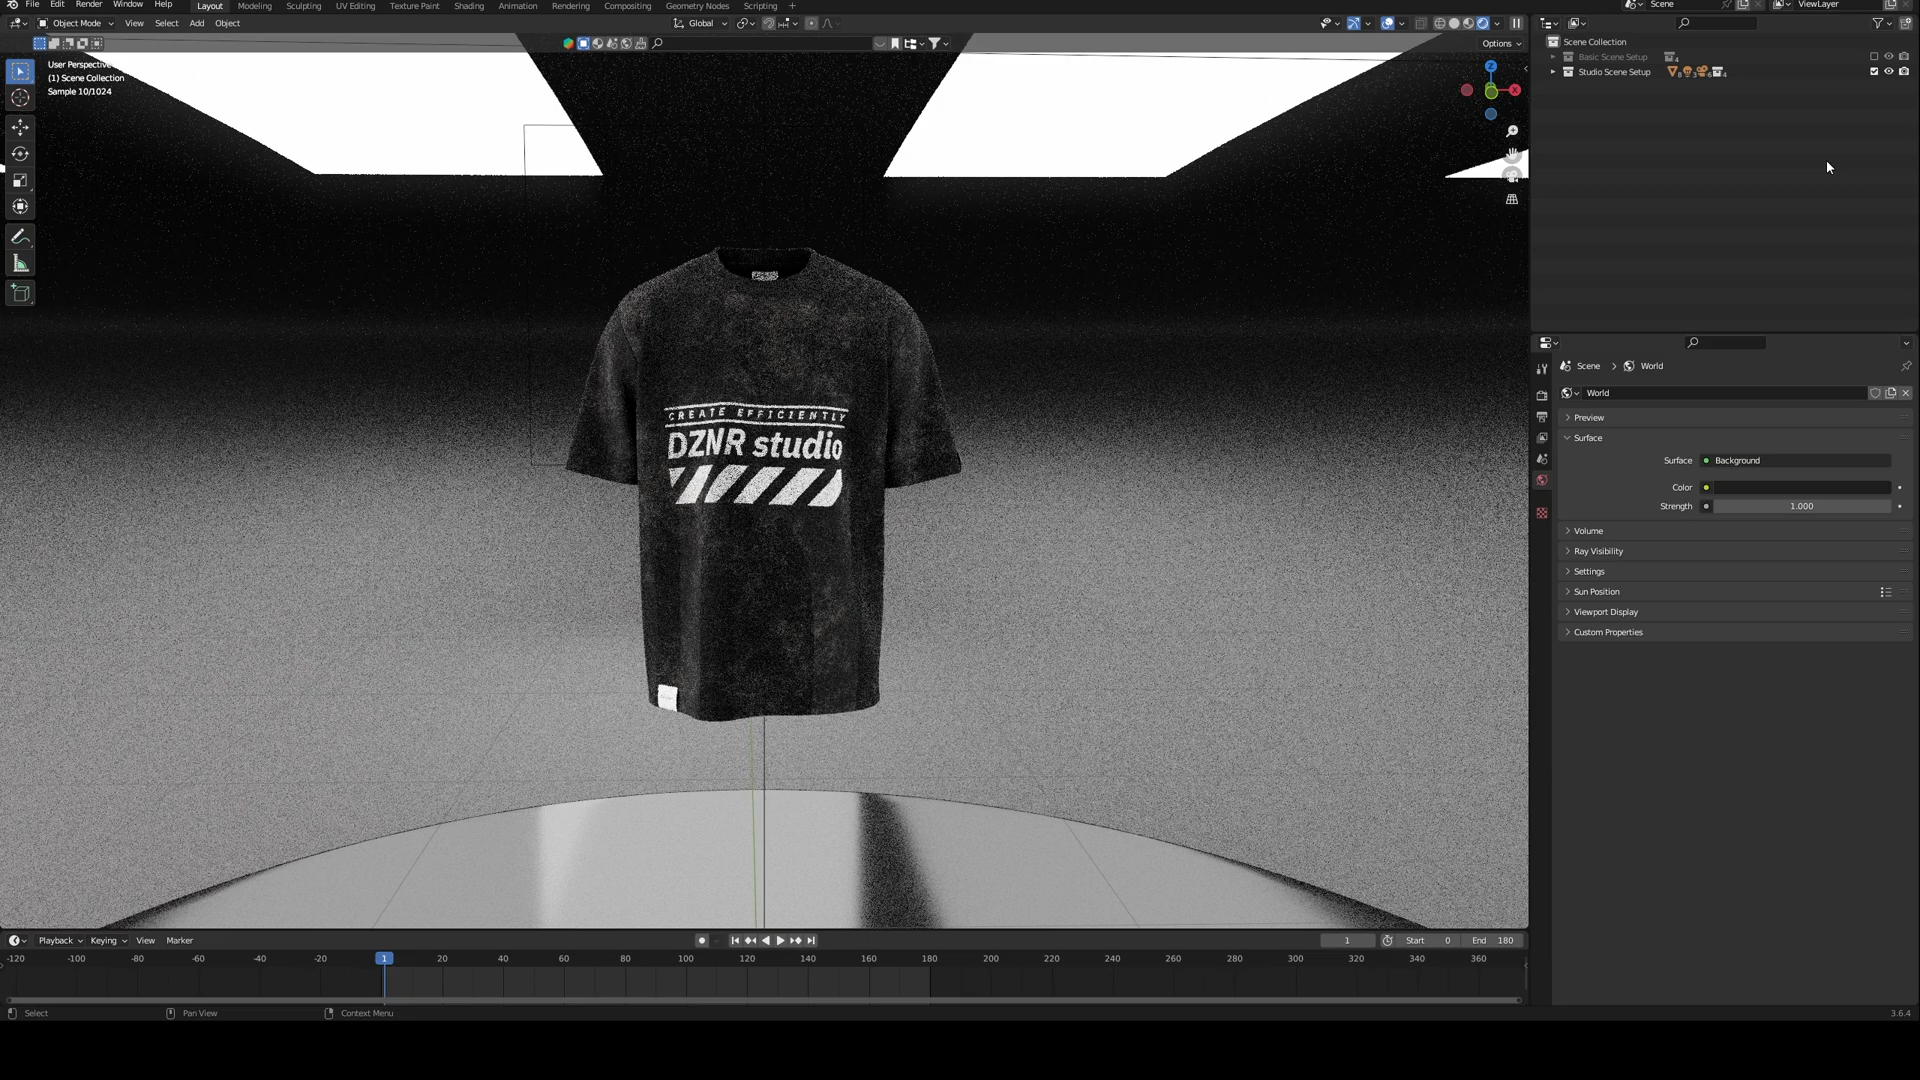 File Edit Render Window Help Layout Modeling Sculpting UV Editing Texture Paint Shading Animation Rendering Compositing Geometry Nodes Scripting + Scene ViewLayer
Object Mode View Select Add Object Global
Options
User Perspective
(1) Scene Collection
Sample 10/1024
Z
X
Scene Collection
Basic Scene Setup
Studio Scene Setup
CREATE EFFICIENTLY
DZNR studio
Scene > World
World
Preview
Surface
Surface Background
Color
Strength 1.000
Volume
Ray Visibility
Settings
Sun Position
Viewport Display
Custom Properties
Playback Keying View Marker 1 Start 0 End 180
-120 -100 -80 -60 -40 -20 1 20 40 60 80 100 120 140 160 180 200 220 240 260 280 300 320 340 360
Select Pan View Context Menu 3.6.4